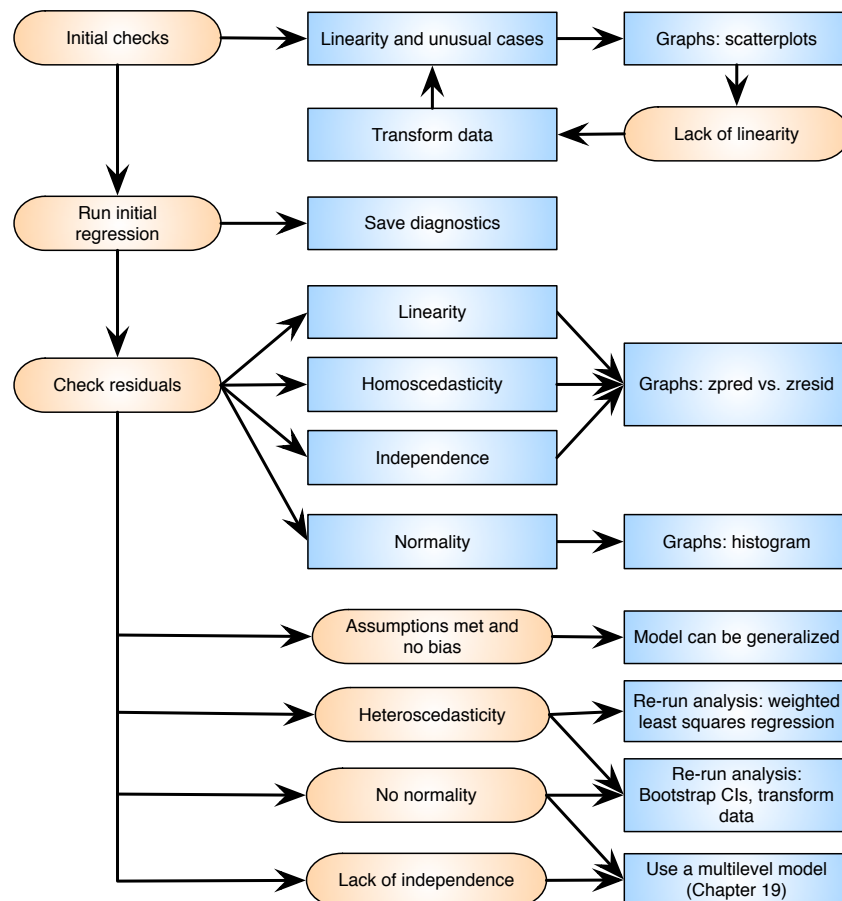 Initial checks
Linearity and unusual cases
Graphs: scatterplots
Transform data
Lack of linearity
Run initial
regression
Save diagnostics
Linearity
Check residuals
Homoscedasticity
Graphs: zpred vs. zresid
Independence
Normality
Graphs: histogram
Assumptions met and
no bias
Model can be generalized
Heteroscedasticity
Re-run analysis: weighted
least squares regression
No normality
Re-run analysis:
Bootstrap CIs, transform
data
Lack of independence
Use a multilevel model
(Chapter 19)